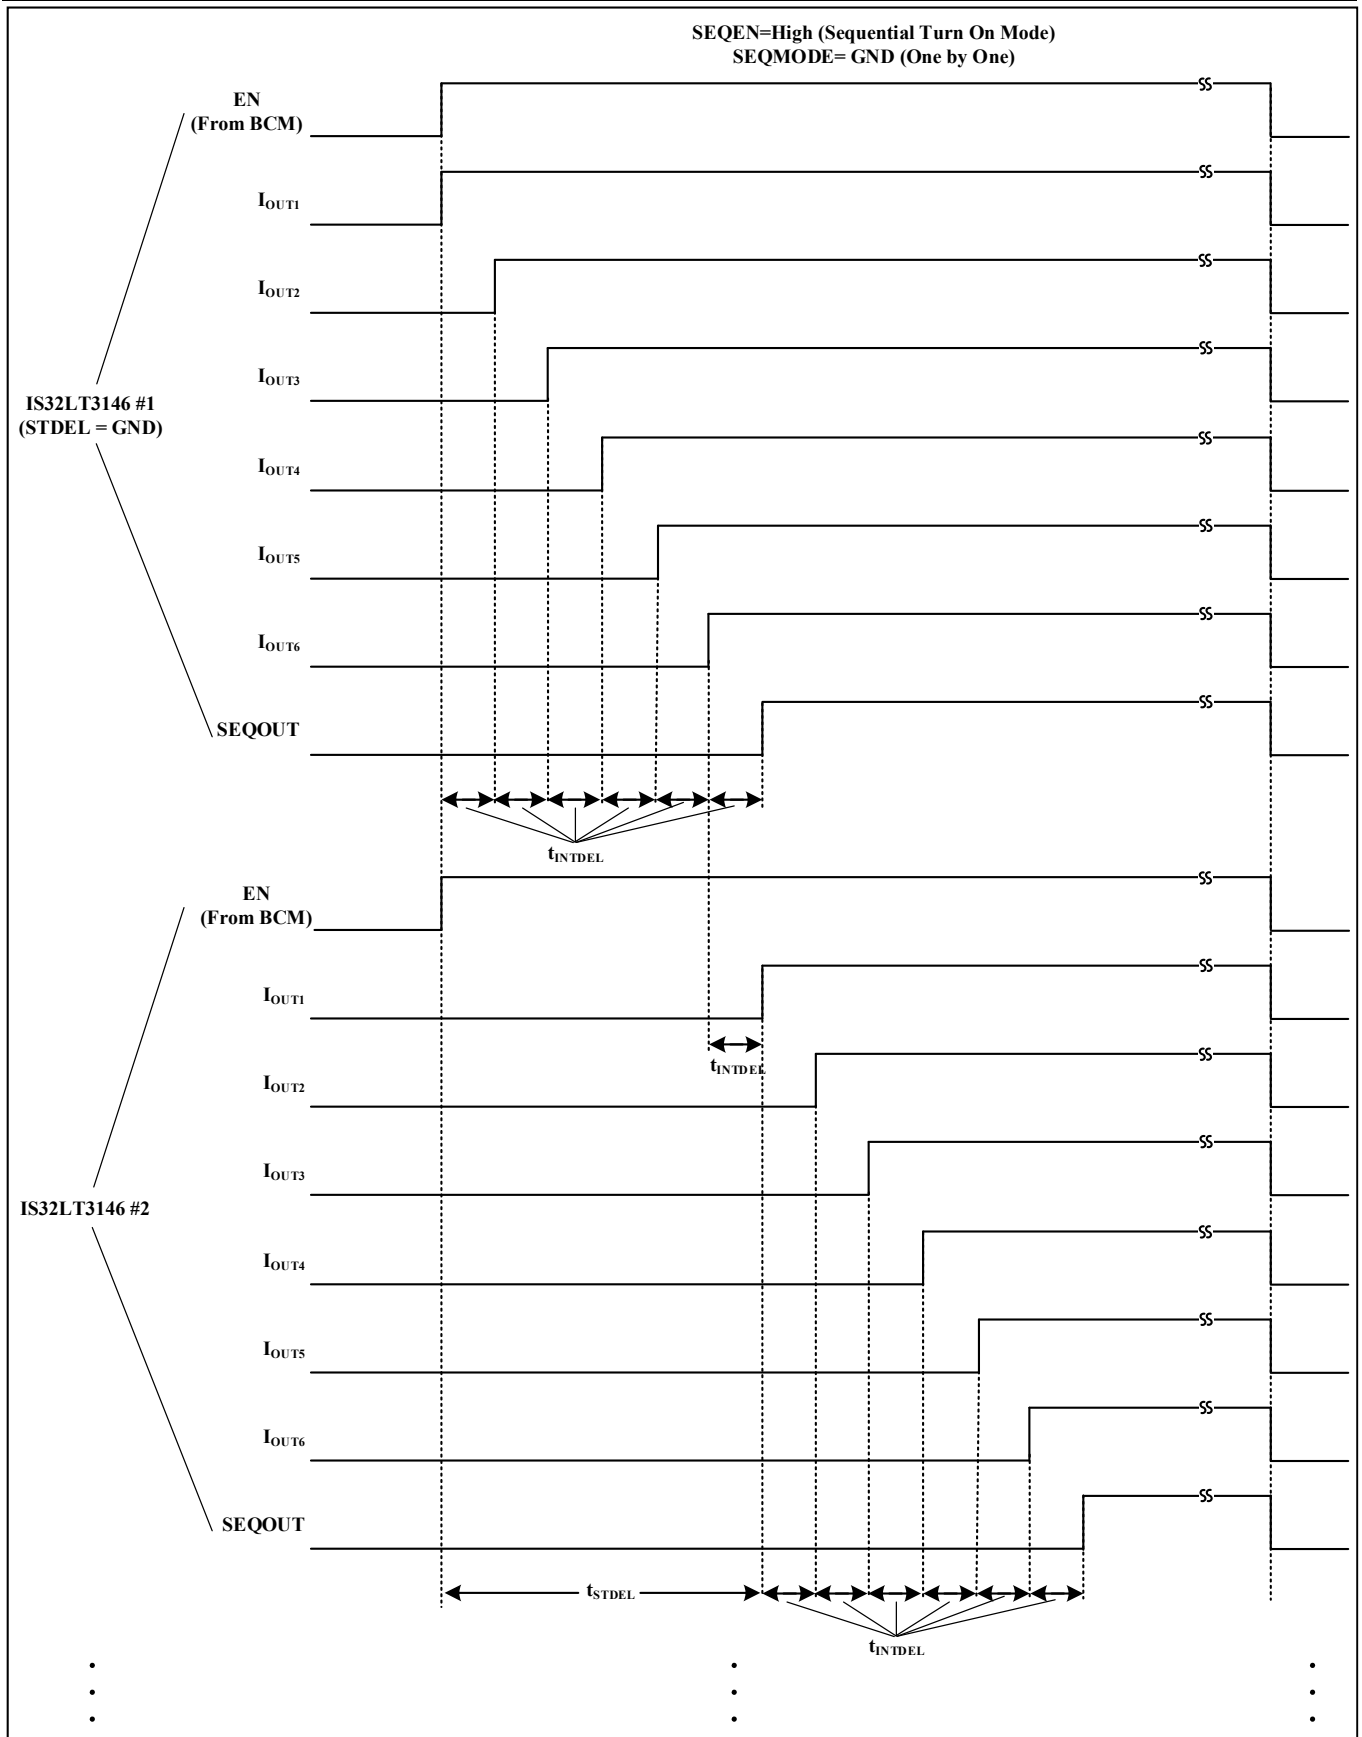 SEQEN=High (Sequential Turn On Mode)
SEQMODE= GND (One by One)
EN
(From BCM)
IOUT1
IOUT2
IOUT3
IS32LT3146 #1
(STDEL = GND)
IOUT4
IOUT5
IOUT6
SEQOUT
tINTDEL
EN
(From BCM)
IOUT1
tINTDEL
IOUT2
IOUT3
IS32LT3146 #2
IOUT4
IOUT5
IOUT6
SEQOUT
tSTDEL
tINTDEL